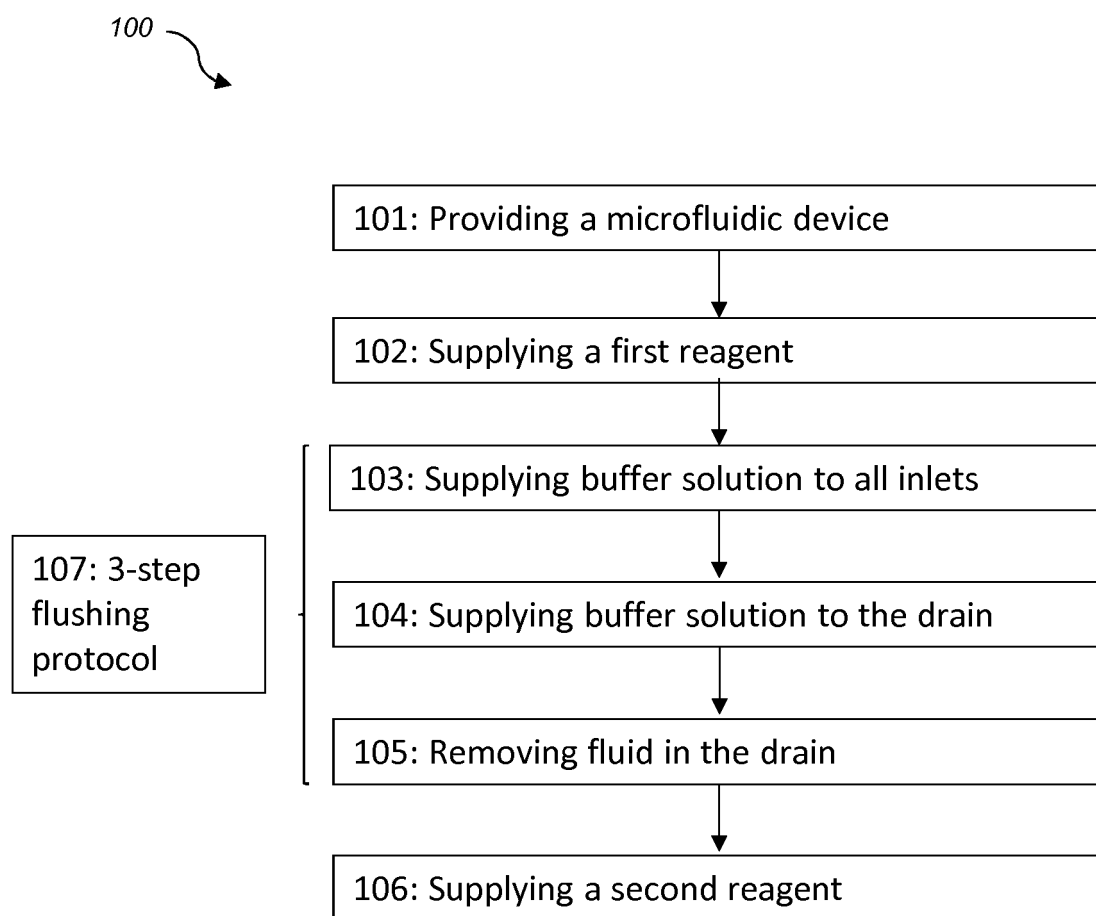 100
101: Providing a microfluidic device
102: Supplying a first reagent
103: Supplying buffer solution to all inlets
107: 3-step
flushing
protocol
104: Supplying buffer solution to the drain
105: Removing fluid in the drain
106: Supplying a second reagent